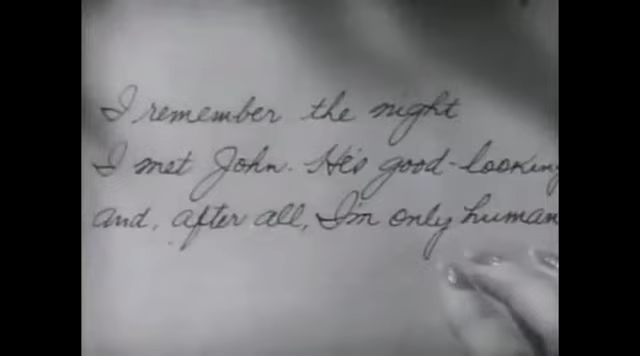 I remember the night
I met John. He's good-looking
and, after all, I'm only human